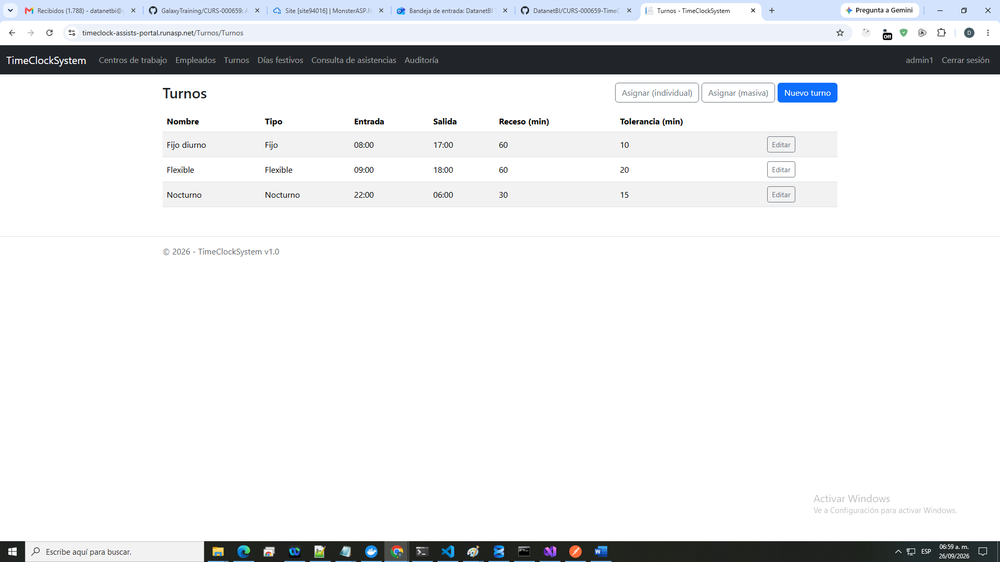 Recibidos (1.788) - datanetbi@g
GalaxyTraining/CURS-000659: A
Site [site94016] | MonsterASP.N
Bandeja de entrada: DatanetBI T
DatanetBI/CURS-000659-TimeC
Turnos - TimeClockSystem
Pregunta a Gemini
timeclock-assists-portal.runasp.net/Turnos/Turnos
Off
D
TimeClockSystem Centros de trabajo Empleados Turnos Días festivos Consulta de asistencias Auditoría admin1 Cerrar sesión
Turnos Asignar (individual) Asignar (masiva) Nuevo turno
Nombre Tipo Entrada Salida Receso (min) Tolerancia (min)
Fijo diurno Fijo 08:00 17:00 60 10 Editar
Flexible Flexible 09:00 18:00 60 20 Editar
Nocturno Nocturno 22:00 06:00 30 15 Editar
© 2026 - TimeClockSystem v1.0
Activar Windows
Ve a Configuración para activar Windows.
Escribe aquí para buscar.
ESP
06:59 a. m.
26/09/2026